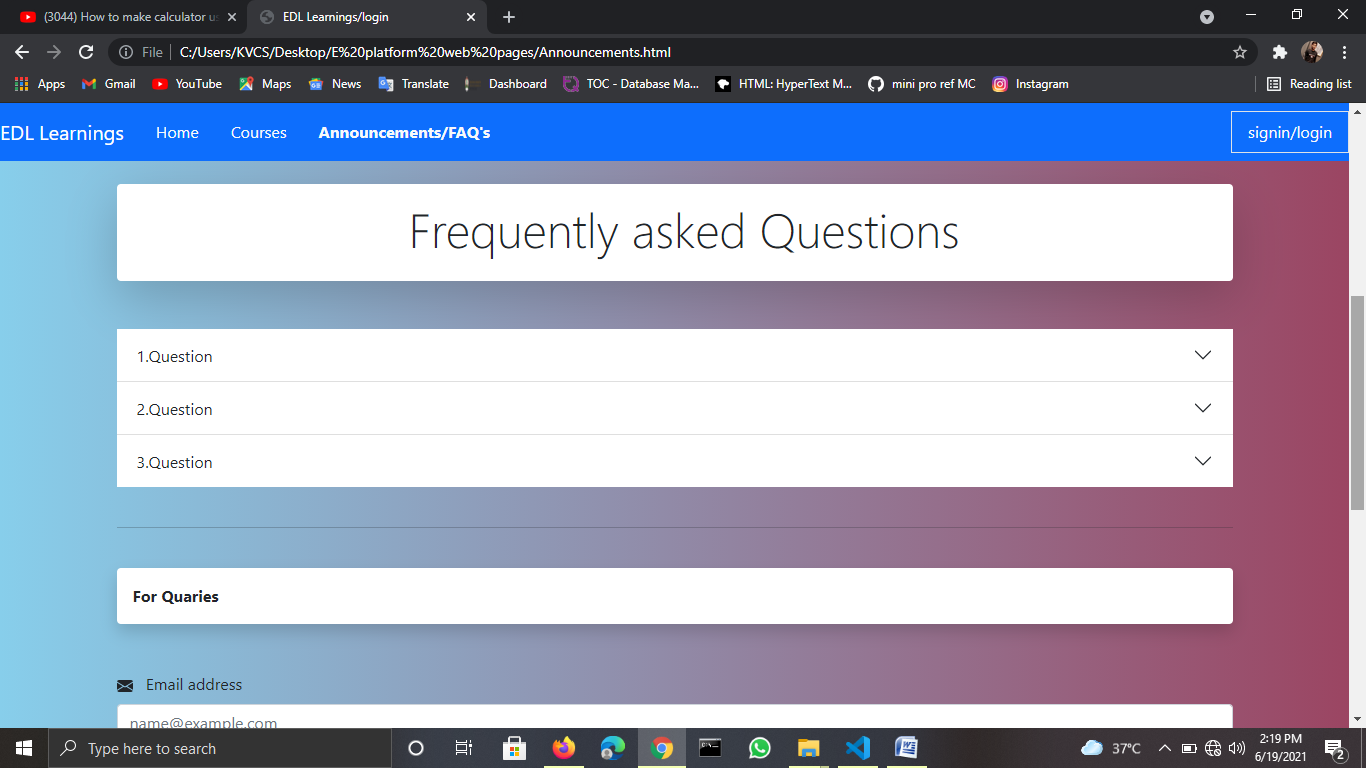 (3044) How to make calculator us
EDL Learnings/login
File
C:/Users/KVCS/Desktop/E%20platform%20web%20pages/Announcements.html
Apps Gmail YouTube Maps News Translate Dashboard TOC - Database Ma... HTML: HyperText M... mini pro ref MC Instagram Reading list
EDL Learnings Home Courses Announcements/FAQ's signin/login
Frequently asked Questions
1.Question
2.Question
3.Question
For Quaries
Email address
name@example.com
Type here to search
37°C
2:19 PM
6/19/2021
2